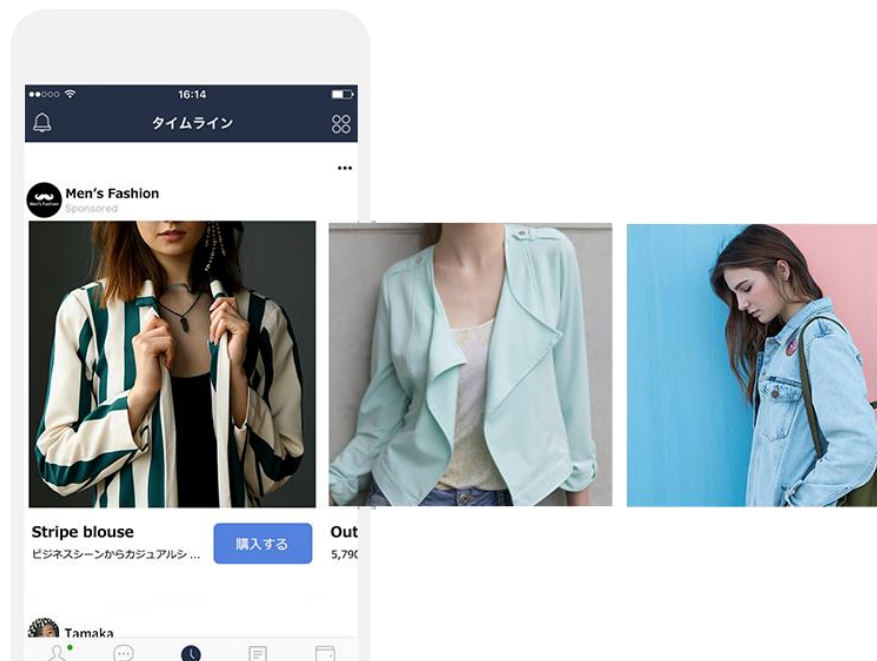 16:14
タイムライン
Men's Fashion
Sponsored
Stripe blouse
ビジネスシーンからカジュアルシ...
購入する
Out
5,790
Tamaka